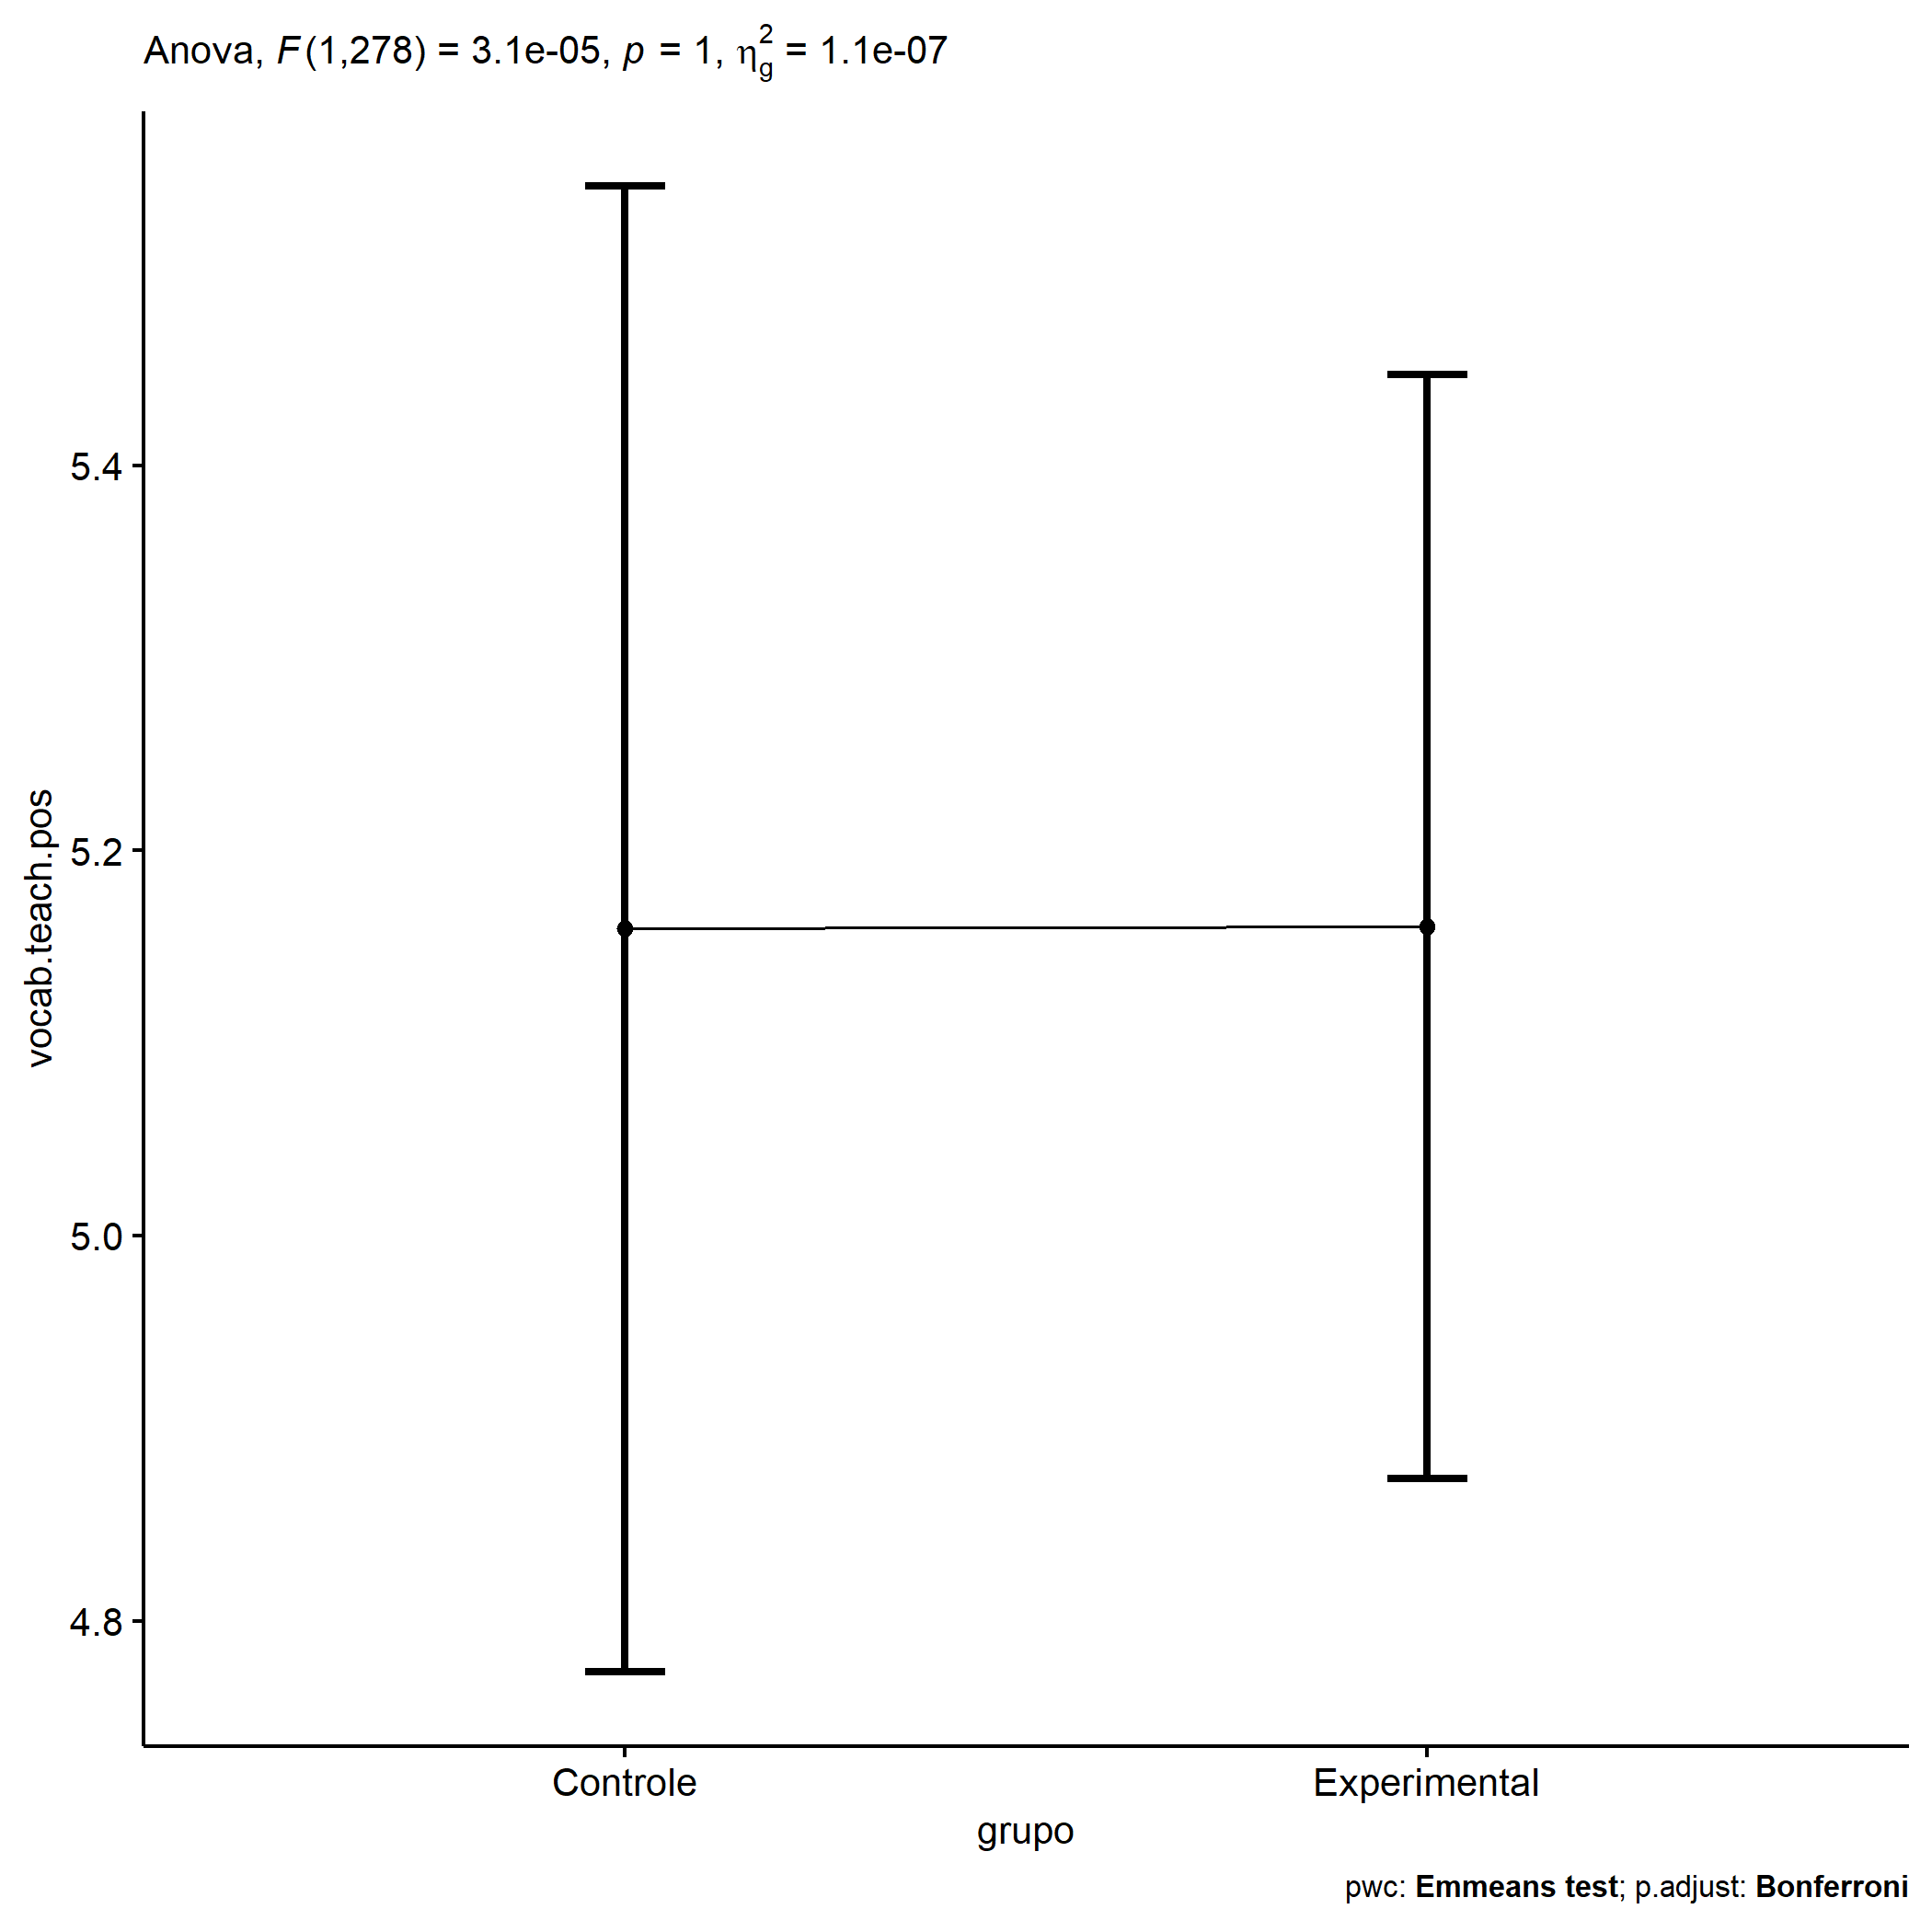 Anova, F(1,278) = 3.1e-05, p = 1, η²g = 1.1e-07
vocab.teach.pos
5.4
5.2
5.0
4.8
Controle Experimental
grupo
pwc: Emmeans test; p.adjust: Bonferroni